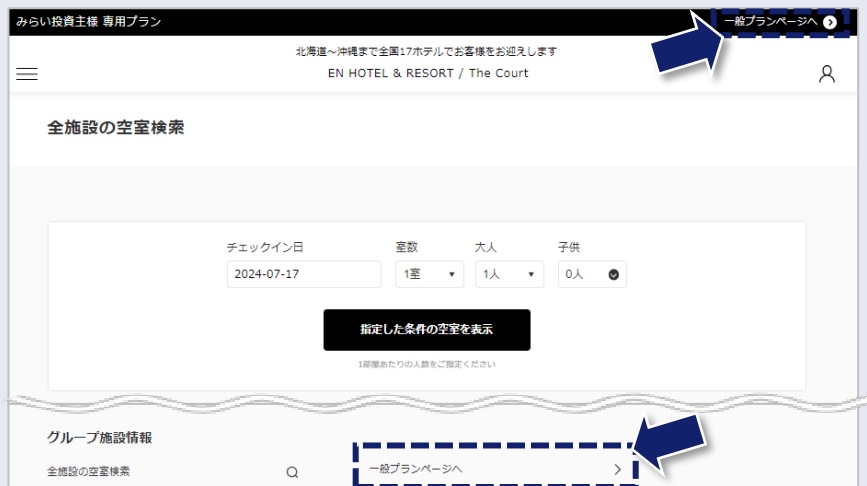 みらい投資主様 専用プラン
一般プランページへ
北海道~沖縄まで全国17ホテルでお客様をお迎えします
EN HOTEL & RESORT / The Court
全施設の空室検索
チェックイン日 室数 大人 子供
2024-07-17 1室 1人 0人
指定した条件の空室を表示
1部屋あたりの人数をご指定ください
グループ施設情報
全施設の空室検索
一般プランページへ